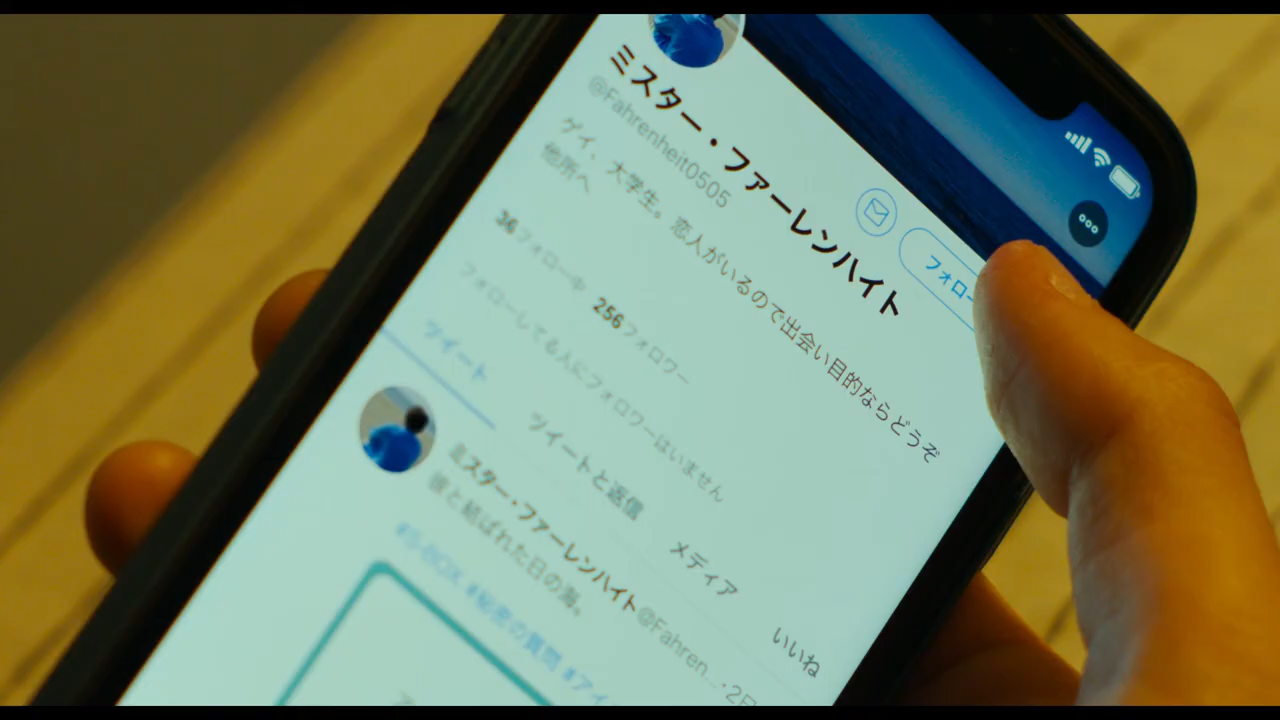 ミスター・ファーレンハイト
@Fahrenheit0505
フォロー
ゲイ、大学生。恋人がいるので出会い目的ならどうぞ
他所へ
36フォロー中 256フォロワー
フォローしてる人にフォロワーはいません
ツイート ツイートと返信 メディア いいね
ミスター・ファーレンハイト@Fahren...・2日
彼と結ばれた日の海。
#秘密の質問 #アイ